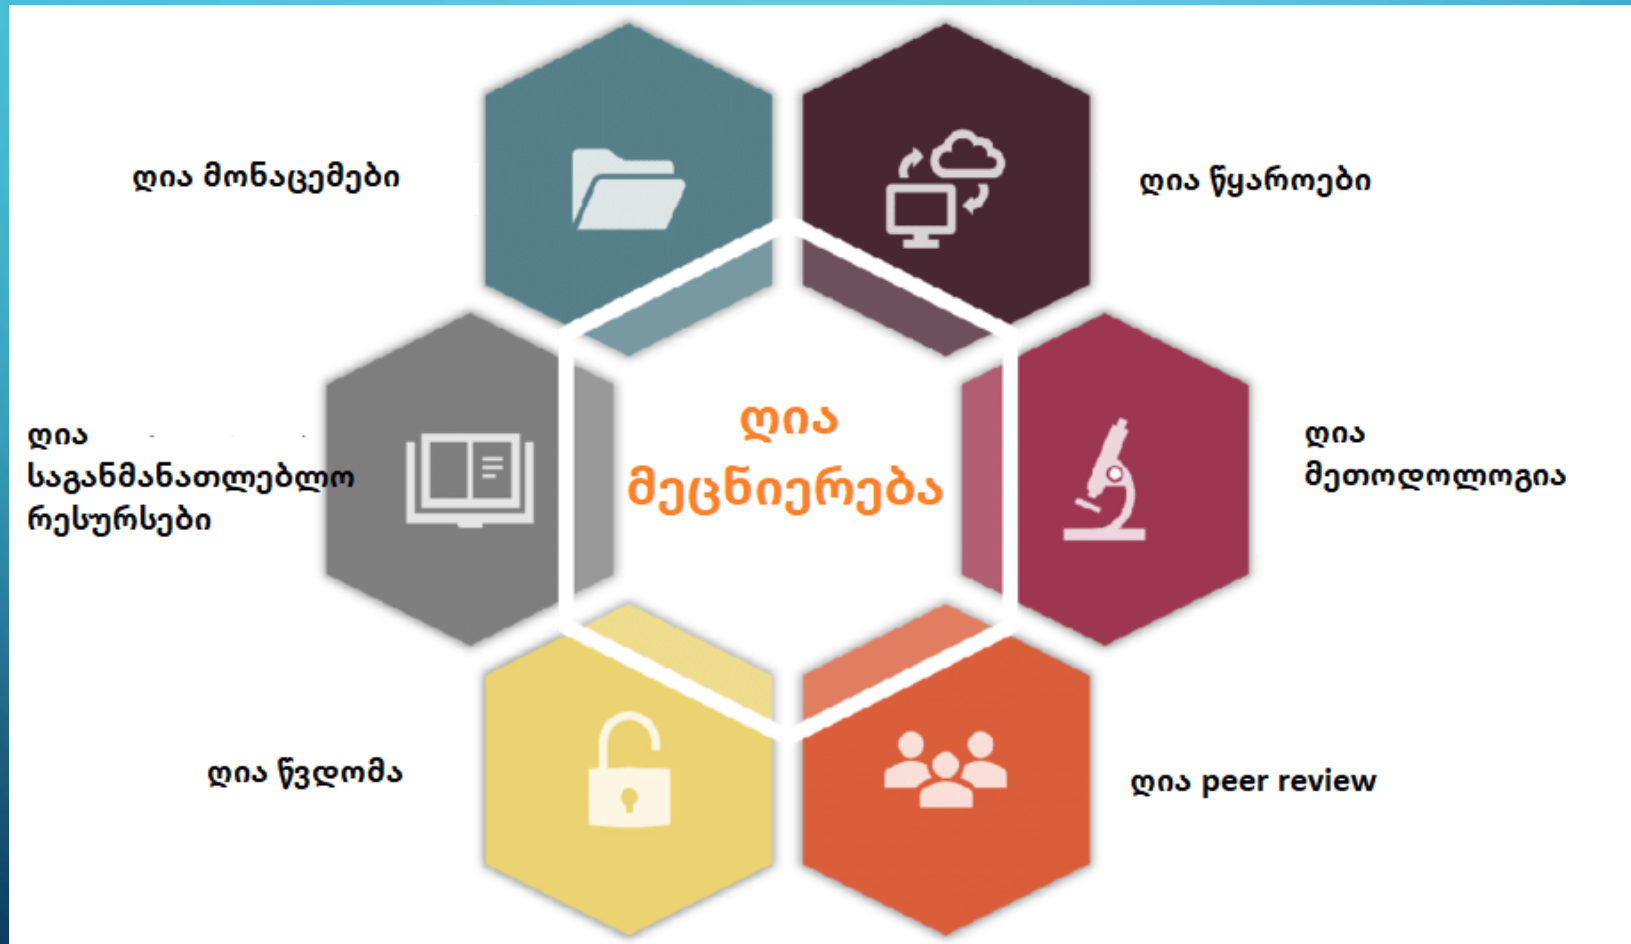 ღია მონაცემები
ღია წყაროები
ღია
საგანმანათლებლო
რესურსები
ღია
მეცნიერება
ღია
მეთოდოლოგია
ღია წვდომა
ღია peer review